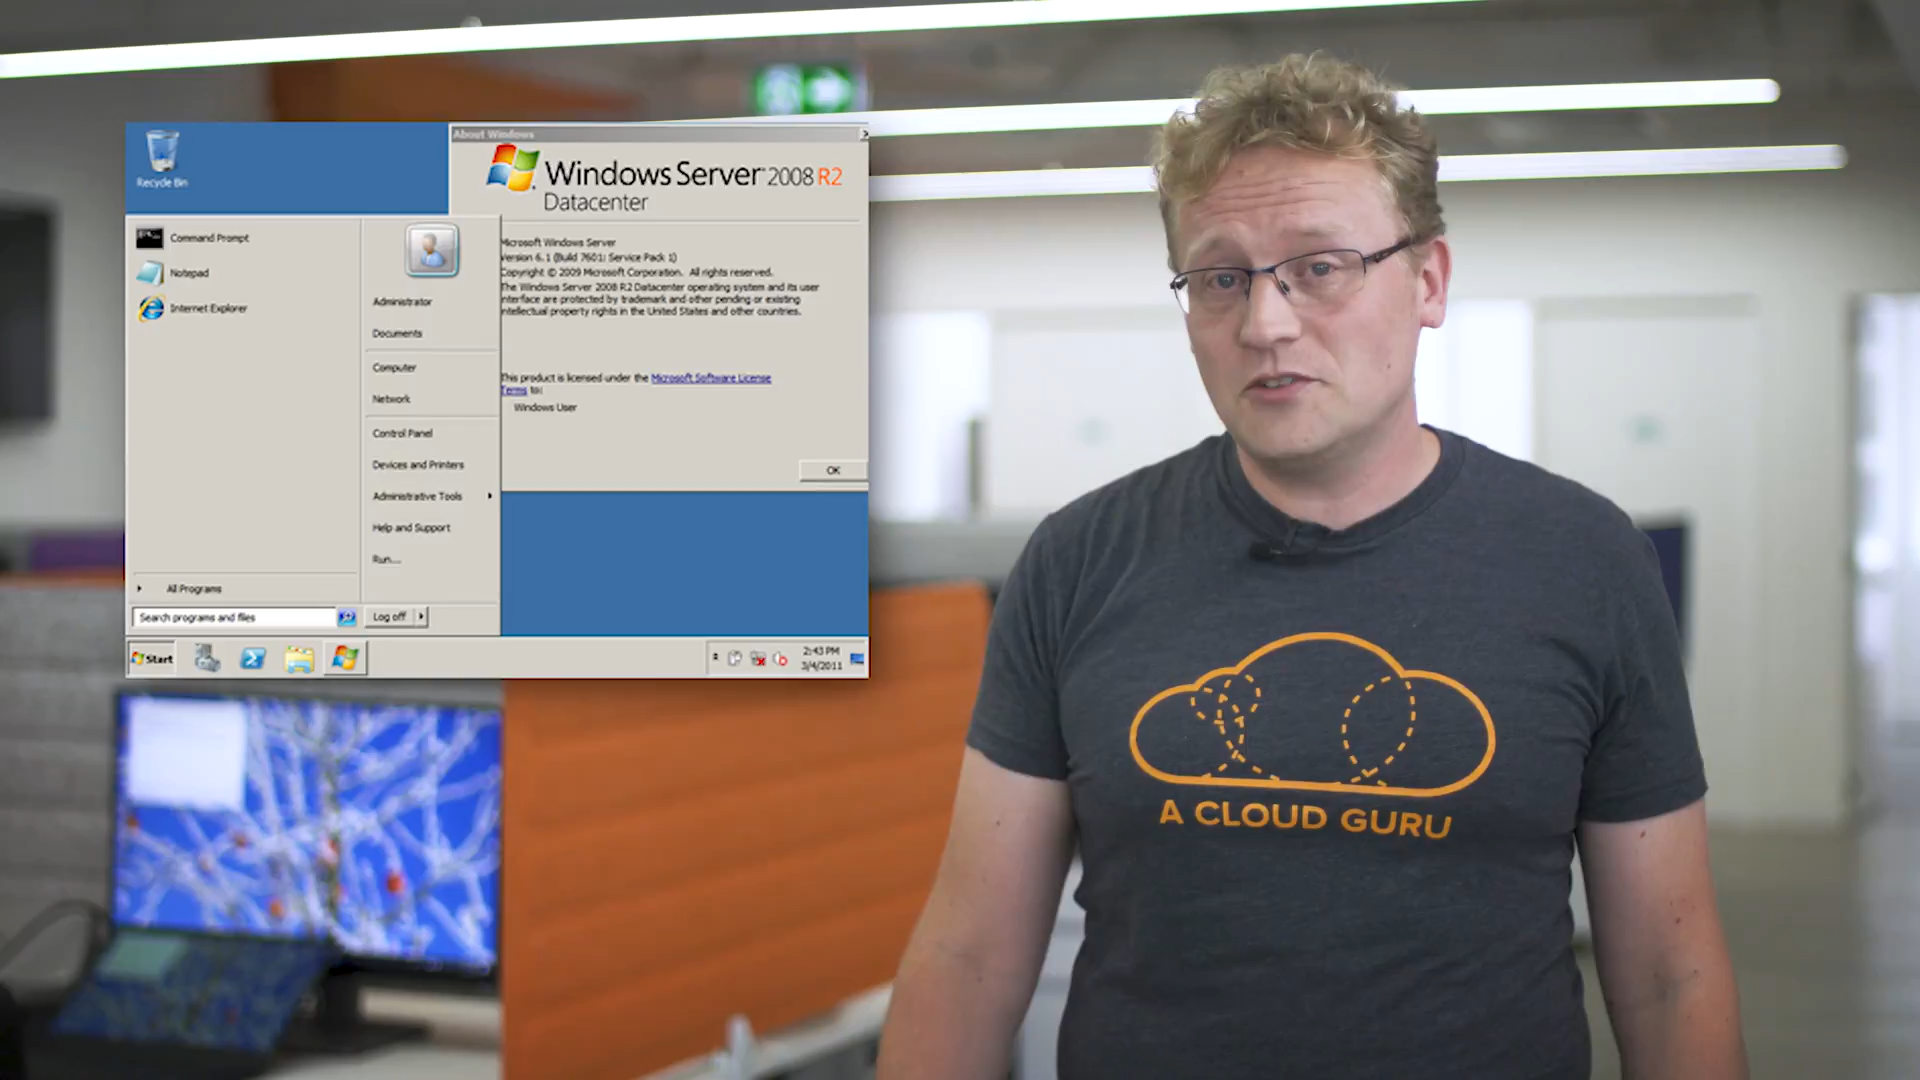 Recycle Bin
About Windows
Windows Server 2008 R2
Datacenter
Microsoft Windows Server
Version 6.1 (Build 7601: Service Pack 1)
Copyright © 2009 Microsoft Corporation. All rights reserved.
The Windows Server 2008 R2 Datacenter operating system and its user
interface are protected by trademark and other pending or existing
intellectual property rights in the United States and other countries.
This product is licensed under the Microsoft Software License
Terms to:
Windows User
OK
Command Prompt
Notepad
Internet Explorer
All Programs
Search programs and files
Administrator
Documents
Computer
Network
Control Panel
Devices and Printers
Administrative Tools
Help and Support
Run...
Log off
Start
2:43 PM
3/4/2011
A CLOUD GURU